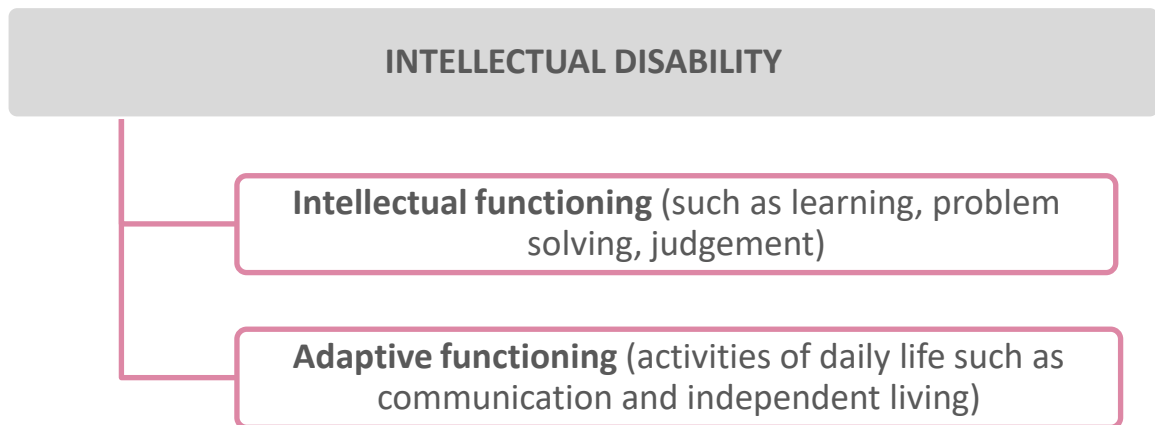 INTELLECTUAL DISABILITY
Intellectual functioning (such as learning, problem
solving, judgement)
Adaptive functioning (activities of daily life such as
communication and independent living)